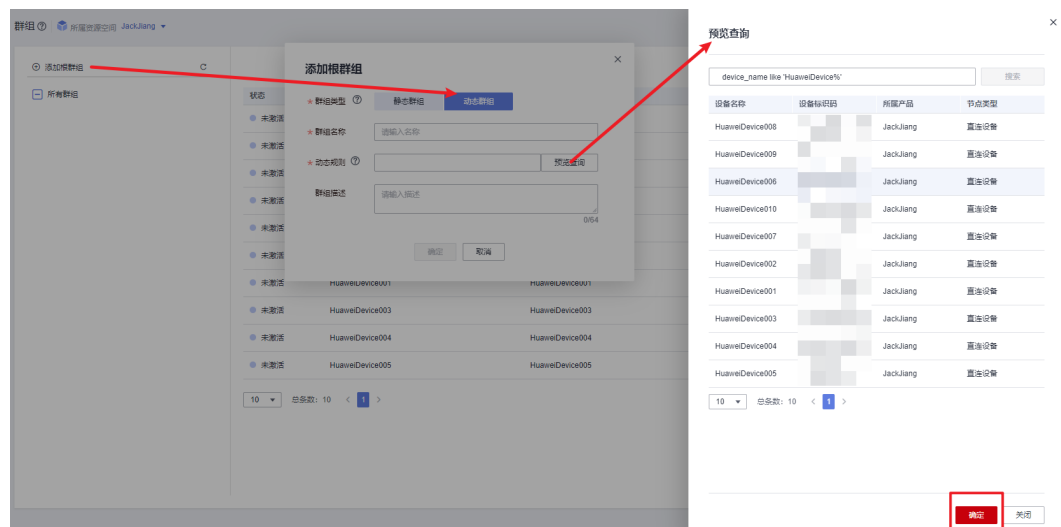 群组 所属资源空间 JackJiang
添加根群组
所有群组
状态
未激活
未激活
未激活
未激活
未激活
未激活
未激活 HuaweiDevice001 HuaweiDevice001
未激活 HuaweiDevice003 HuaweiDevice003
未激活 HuaweiDevice004 HuaweiDevice004
未激活 HuaweiDevice005 HuaweiDevice005
10 总条数: 10 < 1 >
添加根群组
* 群组类型 静态群组 动态群组
* 群组名称 请输入名称
* 动态规则 预览查询
群组描述 请输入描述
0/64
确定 取消
预览查询
device_name like 'HuaweiDevice%' 搜索
设备名称 设备标识码 所属产品 节点类型
HuaweiDevice008 JackJiang 直连设备
HuaweiDevice009 JackJiang 直连设备
HuaweiDevice006 JackJiang 直连设备
HuaweiDevice010 JackJiang 直连设备
HuaweiDevice007 JackJiang 直连设备
HuaweiDevice002 JackJiang 直连设备
HuaweiDevice001 JackJiang 直连设备
HuaweiDevice003 JackJiang 直连设备
HuaweiDevice004 JackJiang 直连设备
HuaweiDevice005 JackJiang 直连设备
10 总条数: 10 < 1 >
确定 关闭